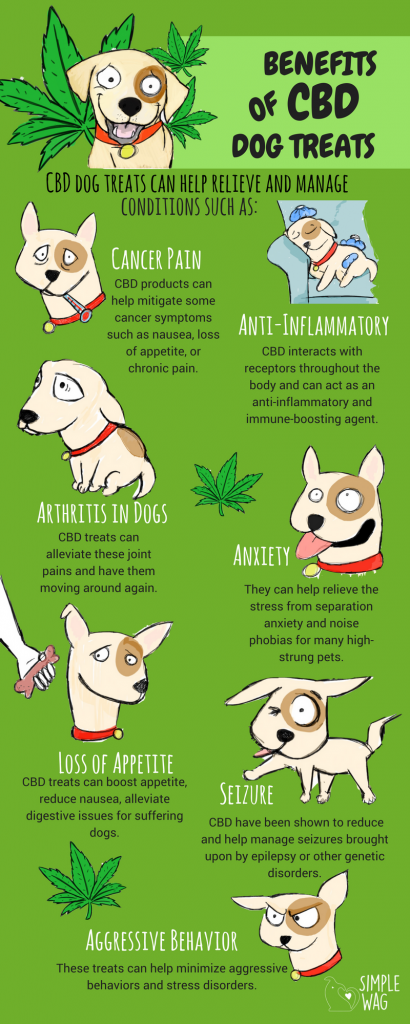 BENEFITS
OF CBD
DOG TREATS
CBD DOG TREATS CAN HELP RELIEVE AND MANAGE
CONDITIONS SUCH AS:
CANCER PAIN
CBD products can
help mitigate some
cancer symptoms
such as nausea, loss
of appetite, or
chronic pain.
ANTI-INFLAMMATORY
CBD interacts with
receptors throughout the
body and can act as an
anti-inflammatory and
immune-boosting agent.
ARTHRITIS IN DOGS
CBD treats can
alleviate these joint
pains and have them
moving around again.
ANXIETY
They can help relieve the
stress from separation
anxiety and noise
phobias for many high-
strung pets.
LOSS OF APPETITE
CBD treats can boost appetite,
reduce nausea, alleviate
digestive issues for suffering
dogs.
SEIZURE
CBD have been shown to reduce
and help manage seizures brought
upon by epilepsy or other genetic
disorders.
AGGRESSIVE BEHAVIOR
These treats can help minimize aggressive
behaviors and stress disorders.
SIMPLE
WAG